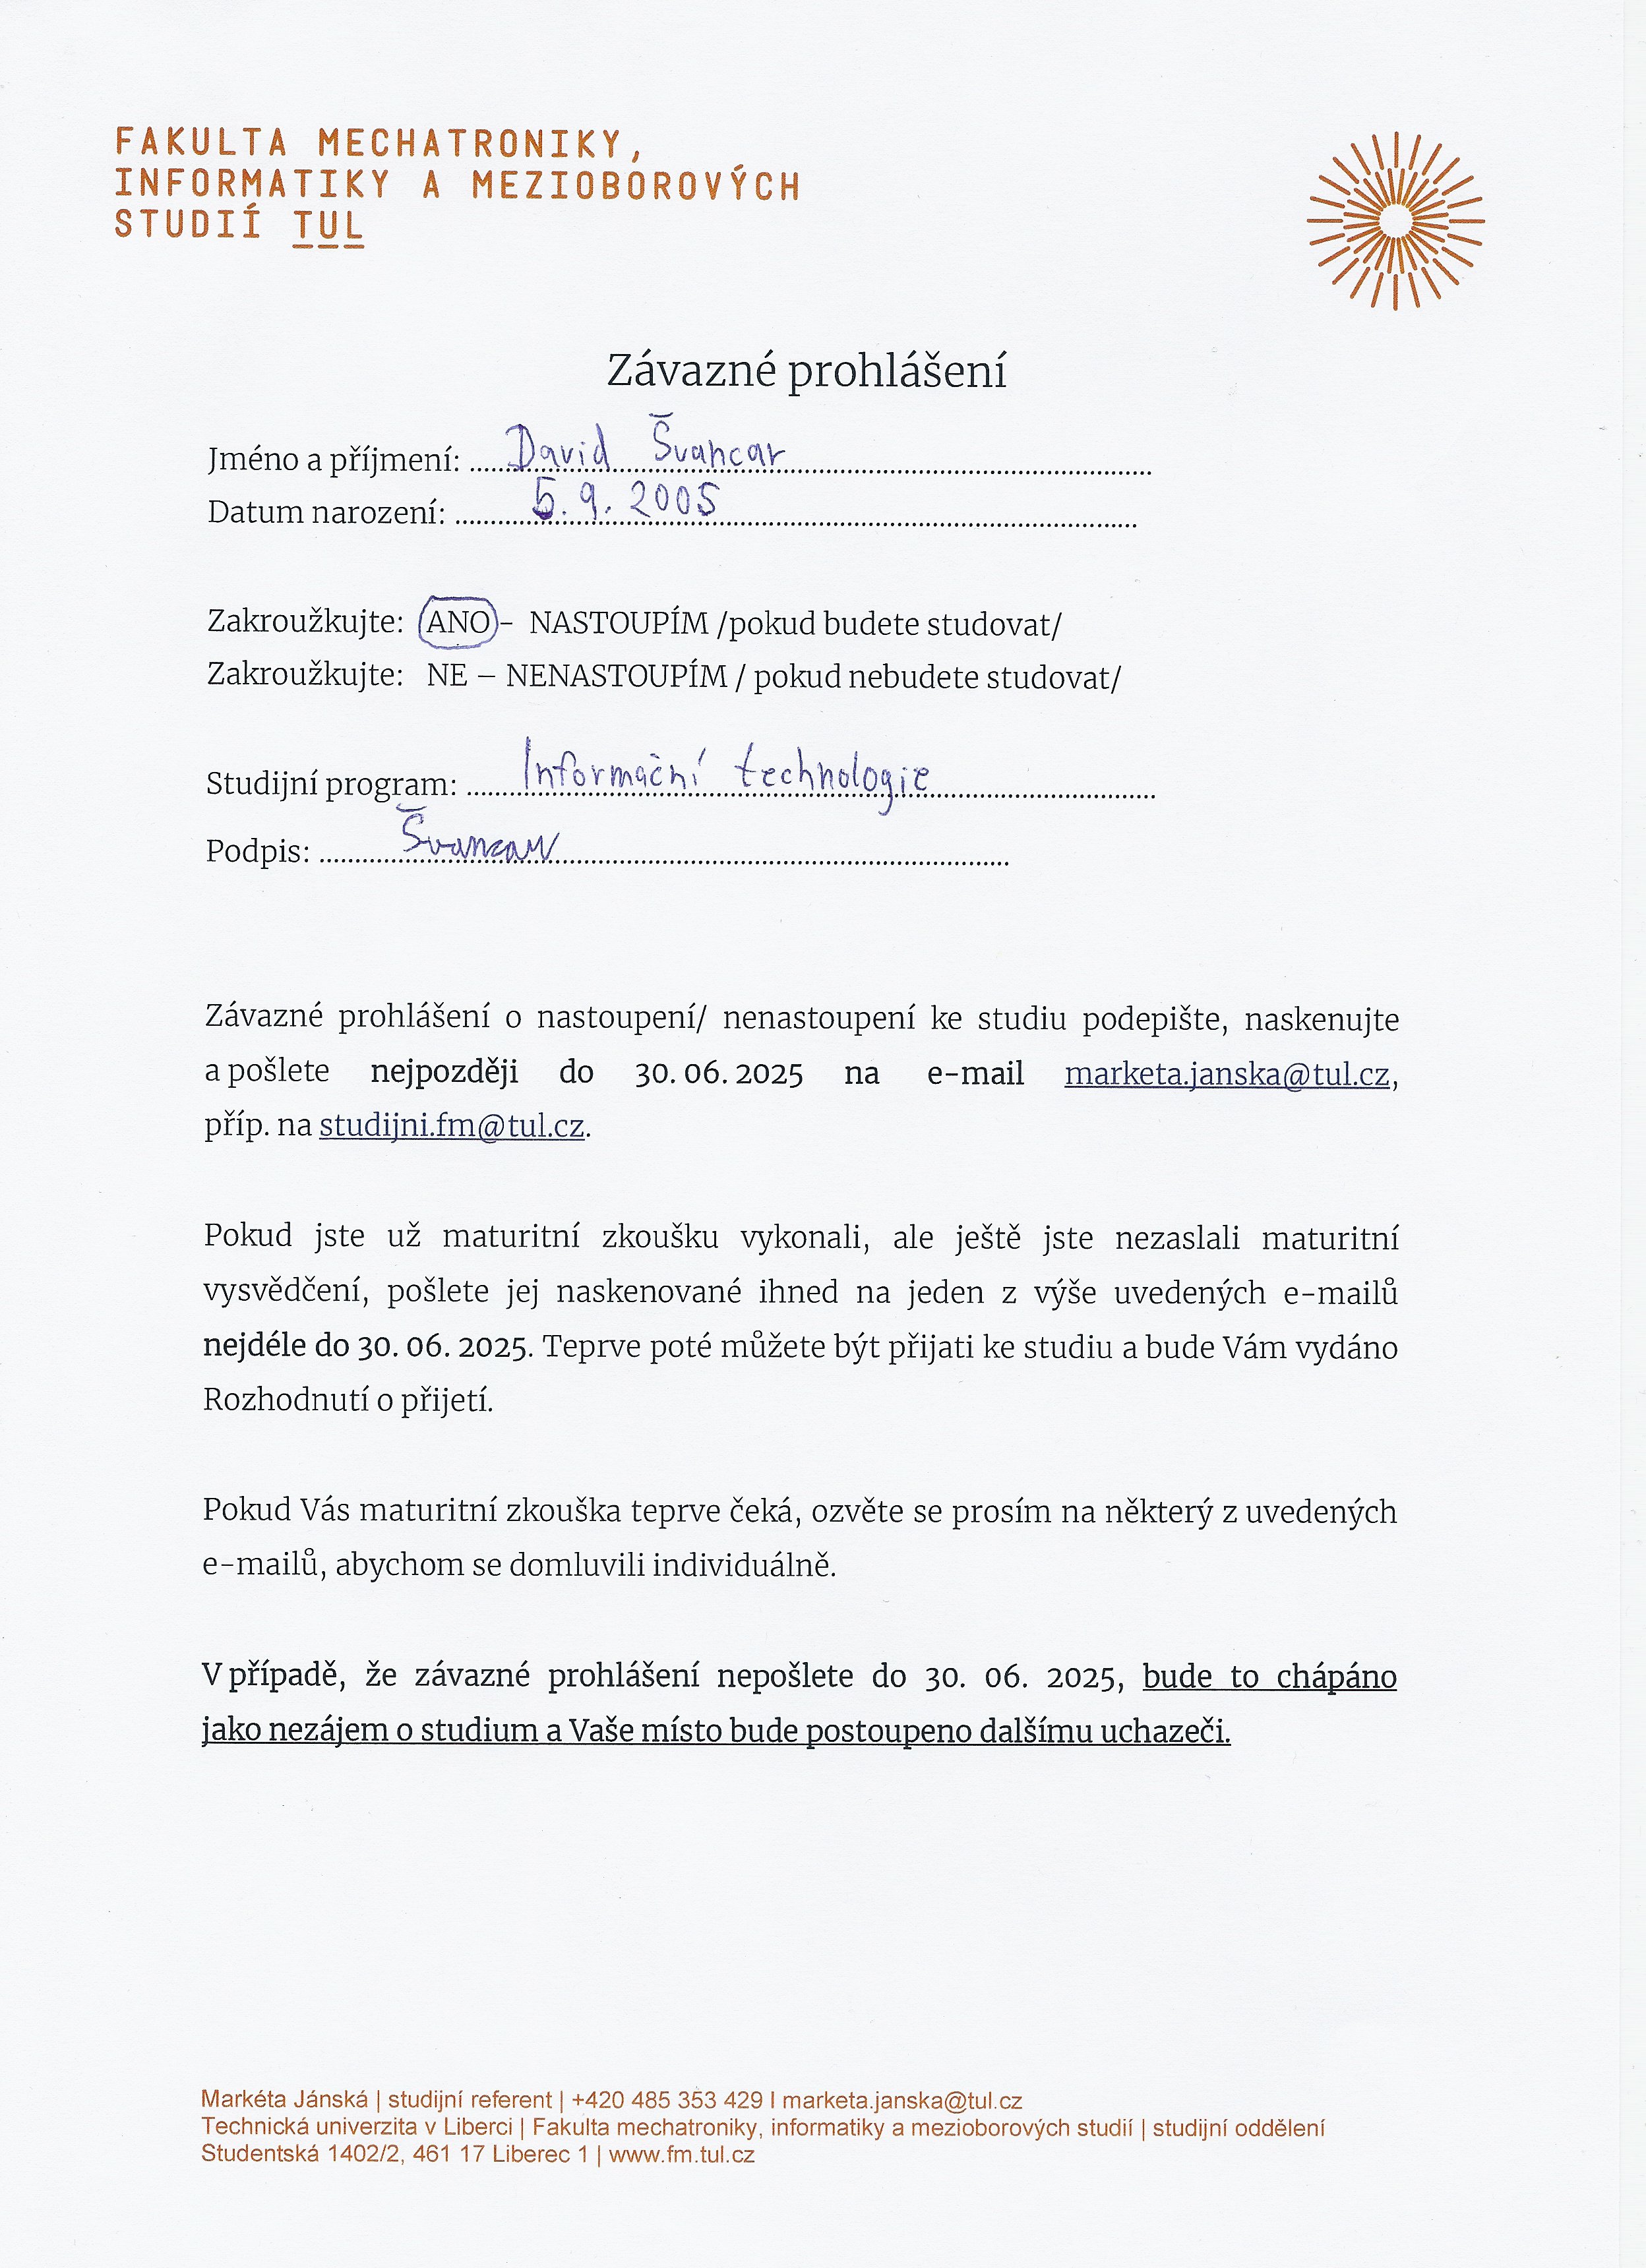 FAKULTA MECHATRONIKY,
INFORMATIKY A MEZIOBOROVÝCH
STUDIÍ TUL
Závazné prohlášení
Jméno a příjmení: David Švancar
Datum narození: 5. 9. 2005
Zakroužkujte: ANO - NASTOUPÍM /pokud budete studovat/
Zakroužkujte: NE – NENASTOUPÍM / pokud nebudete studovat/
Studijní program: Informační technologie
Podpis: Švancar
Závazné prohlášení o nastoupení/ nenastoupení ke studiu podepište, naskenujte
a pošlete nejpozději do 30. 06. 2025 na e-mail marketa.janska@tul.cz,
příp. na studijni.fm@tul.cz.
Pokud jste už maturitní zkoušku vykonali, ale ještě jste nezaslali maturitní
vysvědčení, pošlete jej naskenované ihned na jeden z výše uvedených e-mailů
nejdéle do 30. 06. 2025. Teprve poté můžete být přijati ke studiu a bude Vám vydáno
Rozhodnutí o přijetí.
Pokud Vás maturitní zkouška teprve čeká, ozvěte se prosím na některý z uvedených
e-mailů, abychom se domluvili individuálně.
V případě, že závazné prohlášení nepošlete do 30. 06. 2025, bude to chápáno
jako nezájem o studium a Vaše místo bude postoupeno dalšímu uchazeči.
Markéta Jánská | studijní referent | +420 485 353 429 I marketa.janska@tul.cz
Technická univerzita v Liberci | Fakulta mechatroniky, informatiky a mezioborových studií | studijní oddělení
Studentská 1402/2, 461 17 Liberec 1 | www.fm.tul.cz